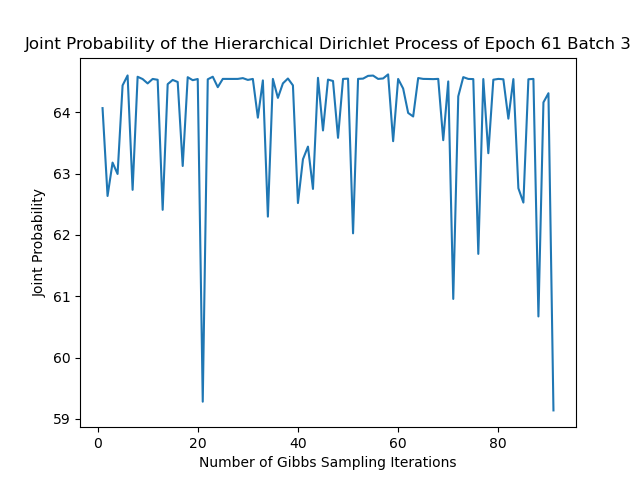 Joint Probability of the Hierarchical Dirichlet Process of Epoch 61 Batch 3
64
63
62
61
60
59
Joint Probability
0 20 40 60 80
Number of Gibbs Sampling Iterations